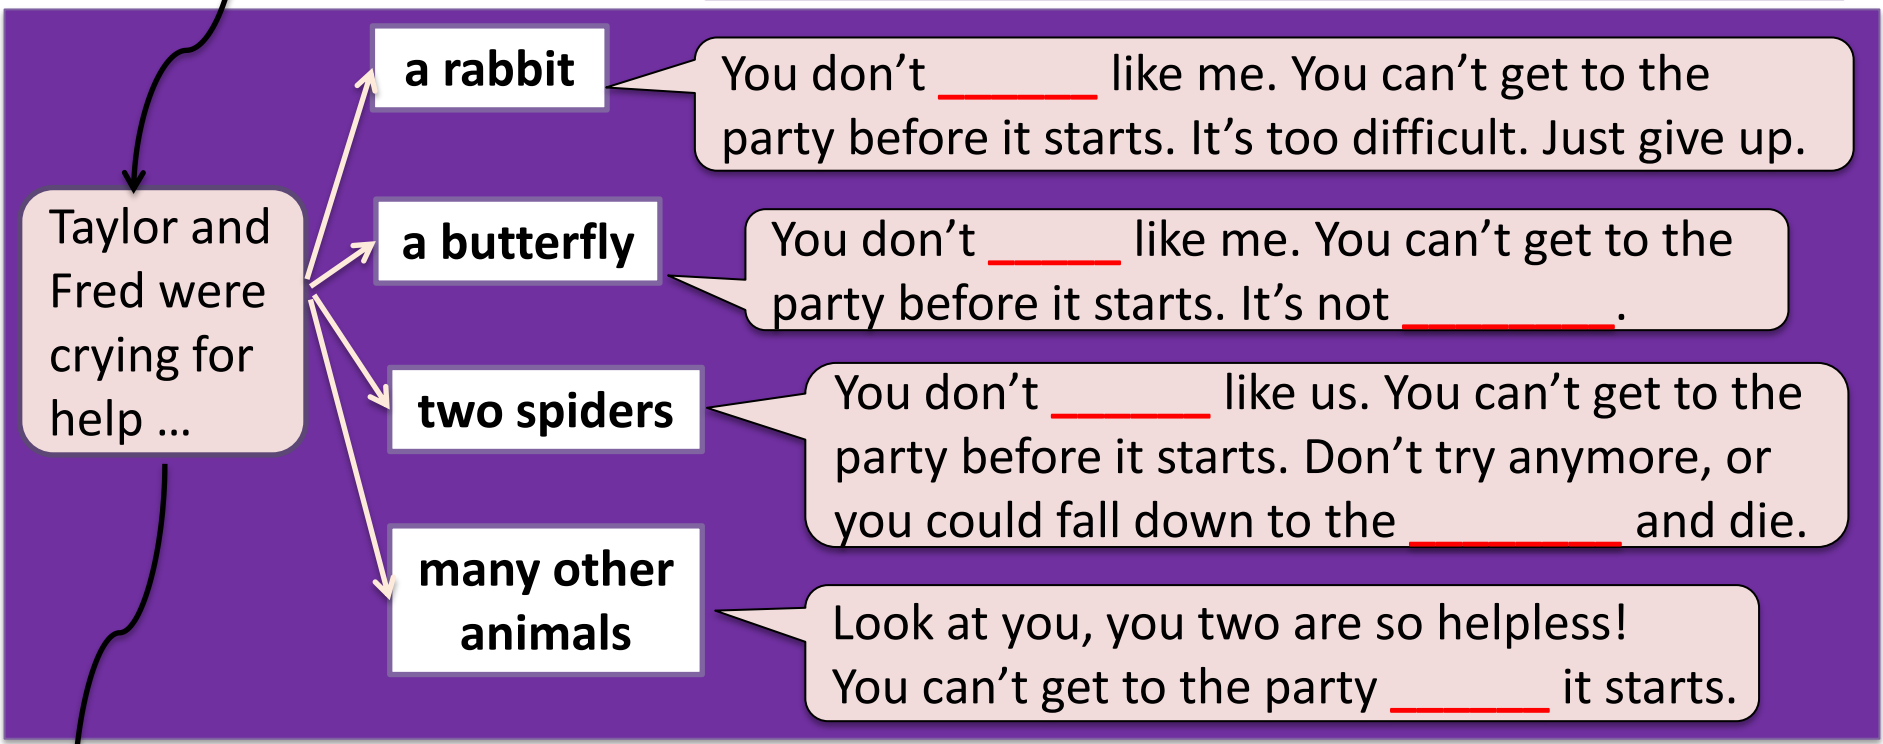 a rabbit
You don’t ______ like me. You can’t get to the
party before it starts. It’s too difficult. Just give up.
Taylor and
Fred were
crying for
help ...
a butterfly
You don’t _____ like me. You can’t get to the
party before it starts. It’s not ________.
two spiders
You don’t ______ like us. You can’t get to the
party before it starts. Don’t try anymore, or
you could fall down to the ________ and die.
many other
animals
Look at you, you two are so helpless!
You can’t get to the party ______ it starts.